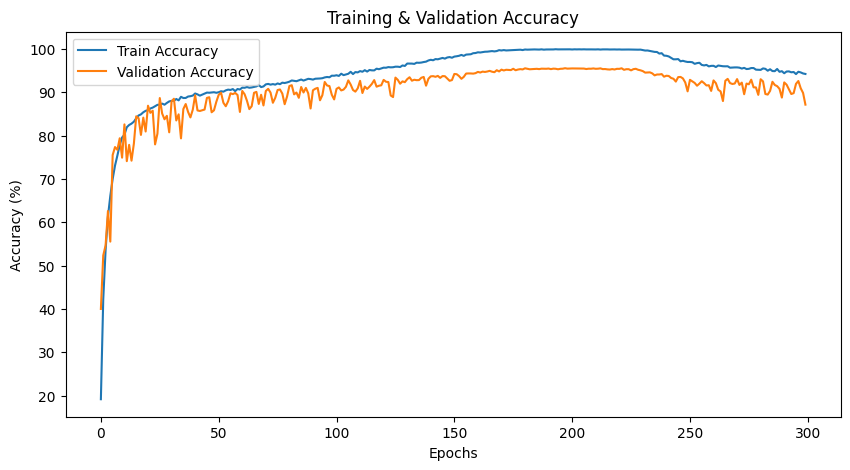 Training & Validation Accuracy
Train Accuracy
Validation Accuracy
Accuracy (%)
100
90
80
70
60
50
40
30
20
0 50 100 150 200 250 300
Epochs